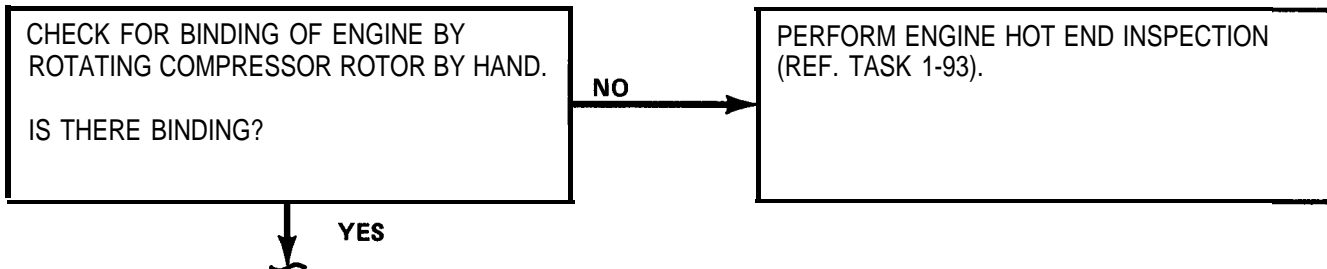 CHECK FOR BINDING OF ENGINE BY
ROTATING COMPRESSOR ROTOR BY HAND.
IS THERE BINDING?
NO
PERFORM ENGINE HOT END INSPECTION
(REF. TASK 1-93).
YES